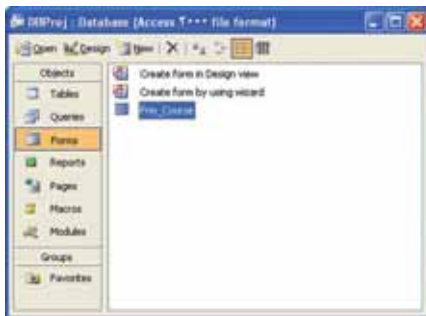 DBProj : Database (Access ۲۰۰۰ file format)
Open Design New
Objects
Tables
Queries
Forms
Reports
Pages
Macros
Modules
Groups
Favorites
Create form in Design view
Create form by using wizard
Frm_Course